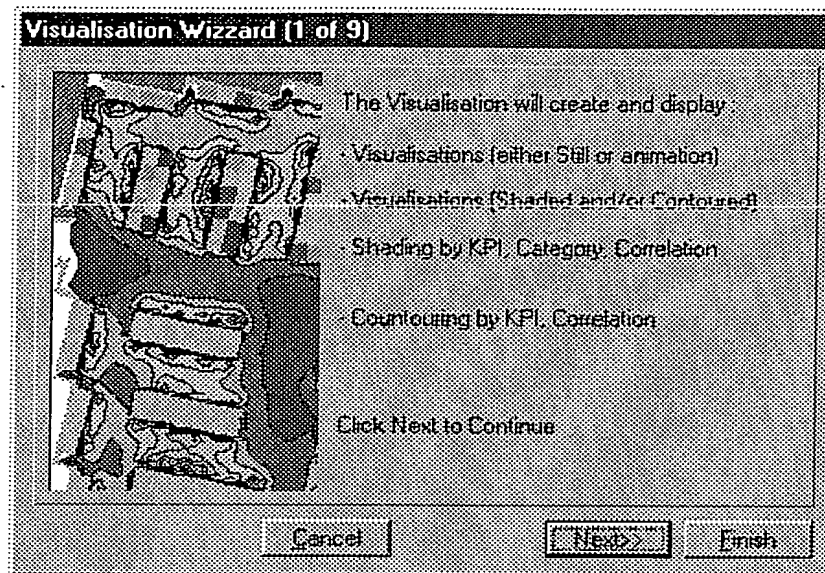 Visualisation Wizzard (1 of 9)
The Visualisation will create and display :
- Visualisations (either Still or animation)
- Visualisations (Shaded and/or Contoured)
- Shading by KPI, Category, Correlation
- Countouring by KPI, Correlation
Click Next to Continue
Cancel
Next>>
Finish